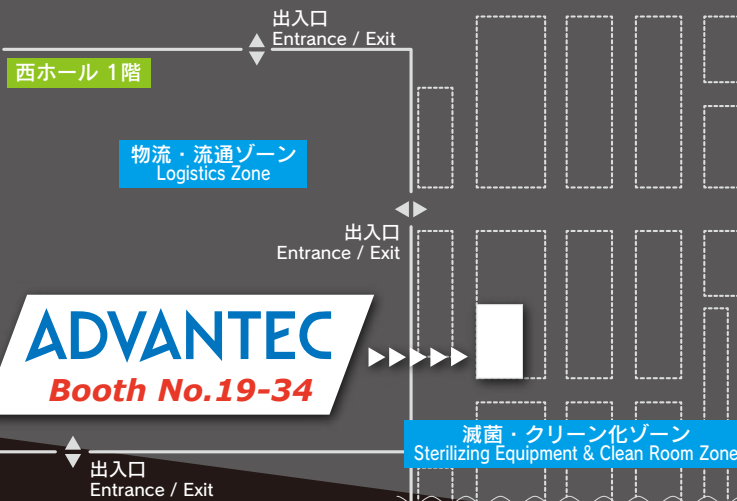 出入口
Entrance / Exit
西ホール 1階
物流・流通ゾーン
Logistics Zone
出入口
Entrance / Exit
ADVANTEC
Booth No.19-34
滅菌・クリーン化ゾーン
Sterilizing Equipment & Clean Room Zone
出入口
Entrance / Exit